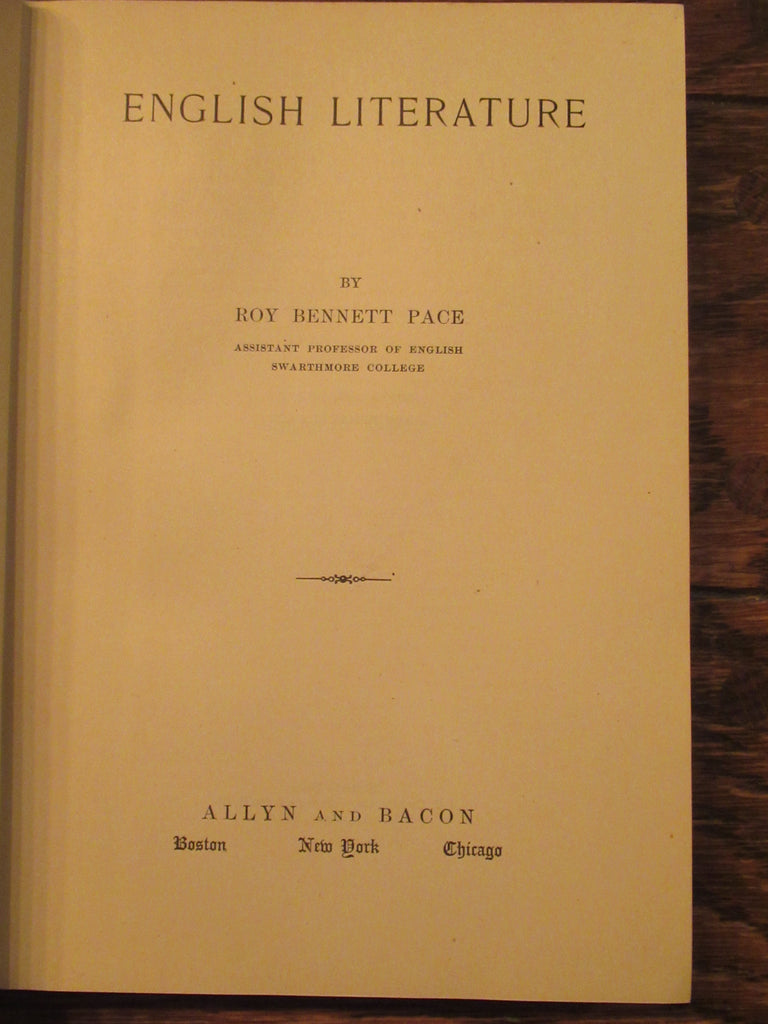 ENGLISH LITERATURE
BY
ROY BENNETT PACE
ASSISTANT PROFESSOR OF ENGLISH
SWARTHMORE COLLEGE
ALLYN AND BACON
Boston New York Chicago